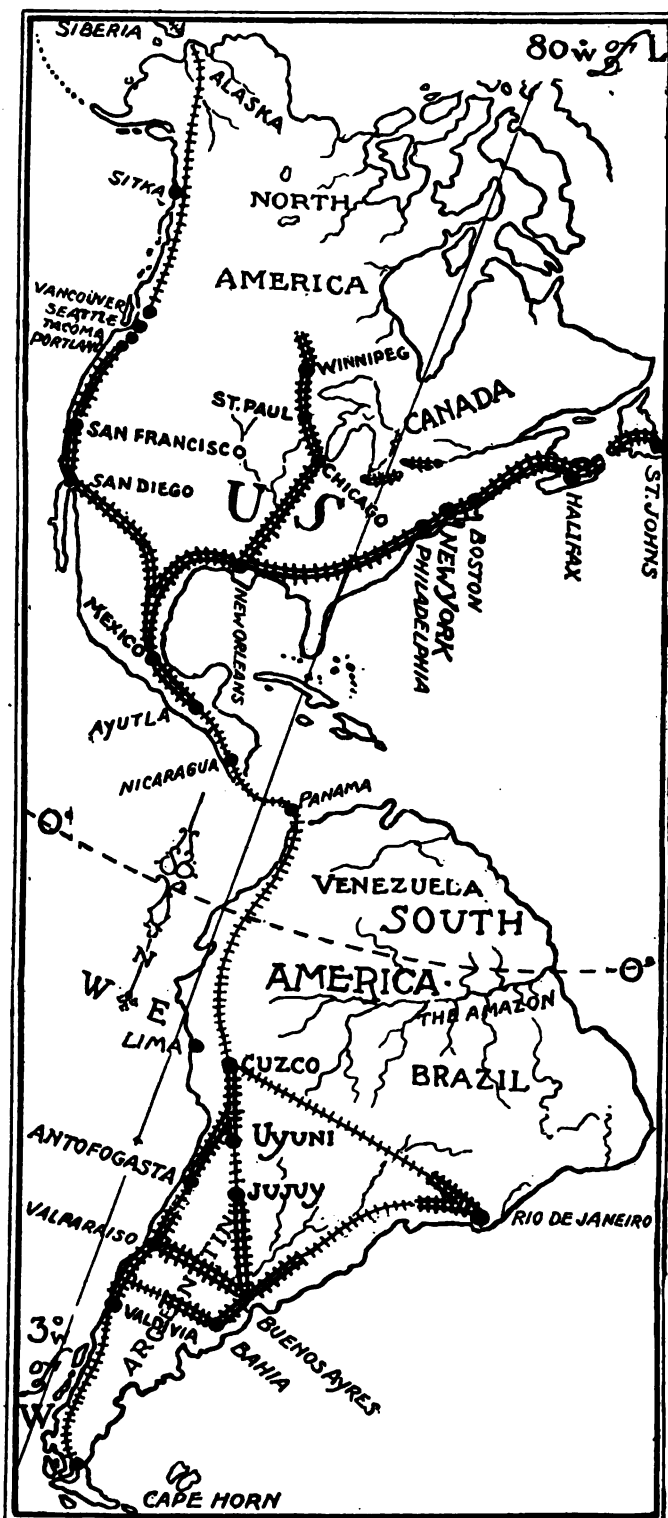 SIBERIA
80 W of L
ALASKA
SITKA
NORTH
AMERICA
VANCOUVER
SEATTLE
TACOMA
PORTLAND
WINNIPEG
ST. PAUL
CANADA
SAN FRANCISCO
CHICAGO
SAN DIEGO
U S
ST. JOHNS
HALIFAX
BOSTON
NEW YORK
PHILADELPHIA
NEW ORLEANS
MEXICO
AYUTLA
NICARAGUA
PANAMA
0°
VENEZUELA
SOUTH
AMERICA.
0°
N
W
E
THE AMAZON
LIMA
CUZCO
BRAZIL
ANTOFOGASTA
UYUNI
JUJUY
VALPARAISO
RIO DE JANEIRO
ARGENTIN
VALDIVIA
BUENOS AYRES
BAHIA
W
CAPE HORN